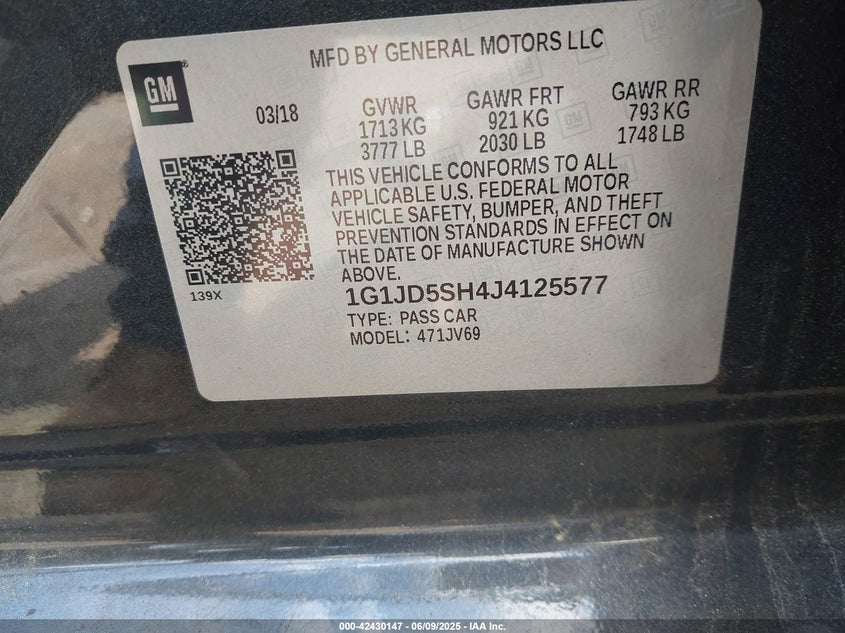 MFD BY GENERAL MOTORS LLC
GM
03/18
GVWR
1713 KG
3777 LB
GAWR FRT
921 KG
2030 LB
GAWR RR
793 KG
1748 LB
THIS VEHICLE CONFORMS TO ALL
APPLICABLE U.S. FEDERAL MOTOR
VEHICLE SAFETY, BUMPER, AND THEFT
PREVENTION STANDARDS IN EFFECT ON
THE DATE OF MANUFACTURE SHOWN
ABOVE.
139X
1G1JD5SH4J4125577
TYPE: PASS CAR
MODEL: 471JV69
000-42430147 - 06/09/2025 - IAA Inc.